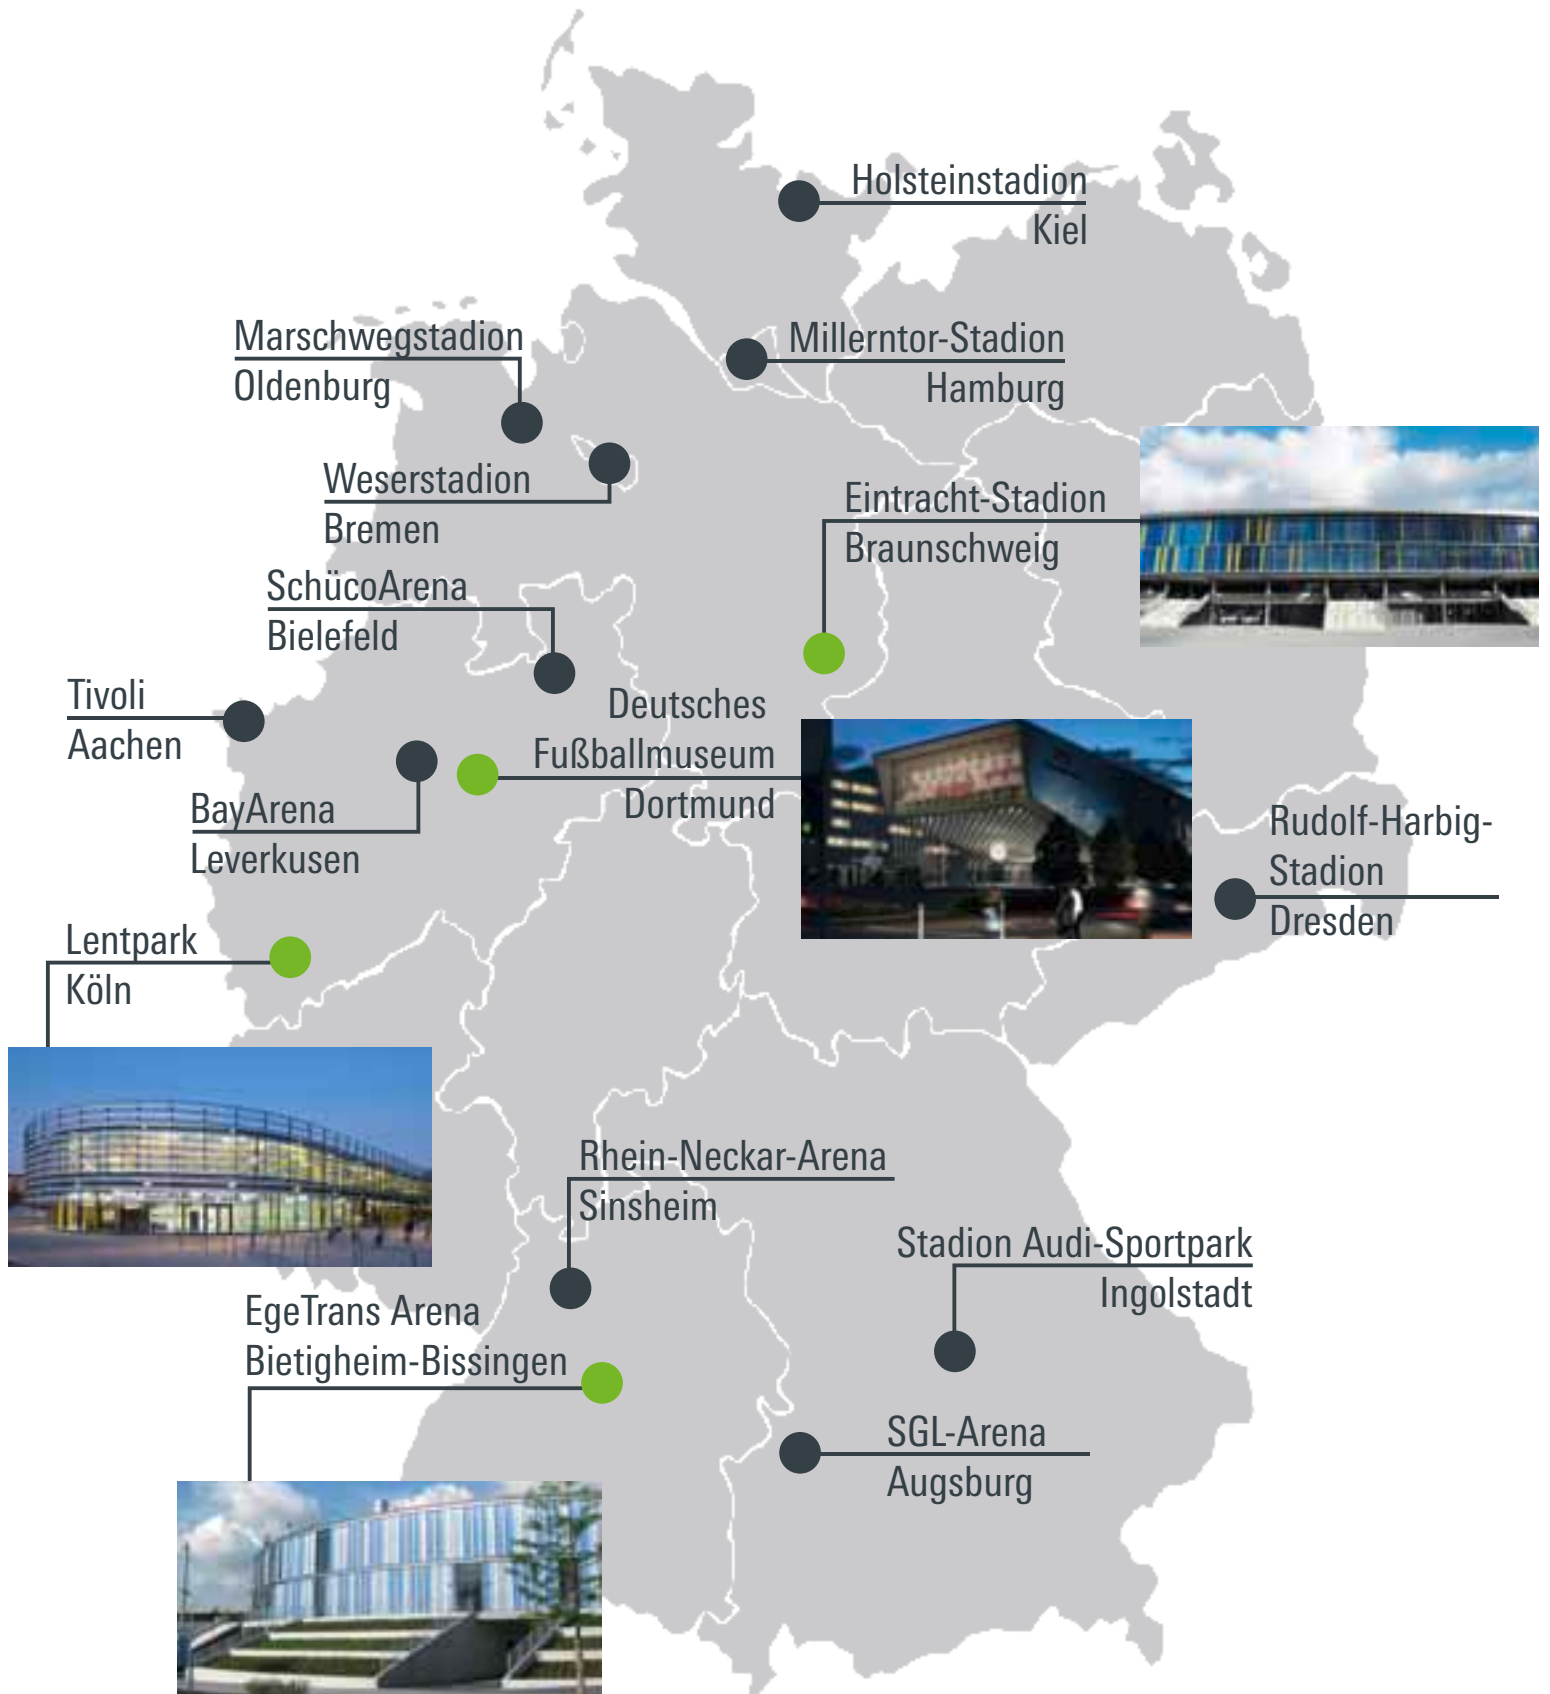 Holsteinstadion
Kiel
Marschwegstadion
Oldenburg
Millerntor-Stadion
Hamburg
Weserstadion
Bremen
Eintracht-Stadion
Braunschweig
SchücoArena
Bielefeld
Tivoli
Aachen
Deutsches
Fußballmuseum
Dortmund
BayArena
Leverkusen
Rudolf-Harbig-
Stadion
Dresden
Lentpark
Köln
Rhein-Neckar-Arena
Sinsheim
Stadion Audi-Sportpark
Ingolstadt
EgeTrans Arena
Bietigheim-Bissingen
SGL-Arena
Augsburg